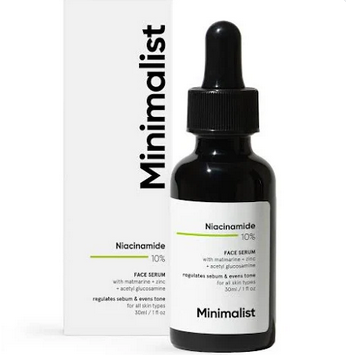 Minimalist
Niacinamide
10%
FACE SERUM
with matmarine + zinc
+ acetyl glucosamine
regulates sebum & evens tone
for all skin types
30ml / 1 fl oz
Niacinamide
10%
FACE SERUM
with matmarine + zinc
+ acetyl glucosamine
regulates sebum & evens tone
for all skin types
30ml / 1 fl oz
Minimalist